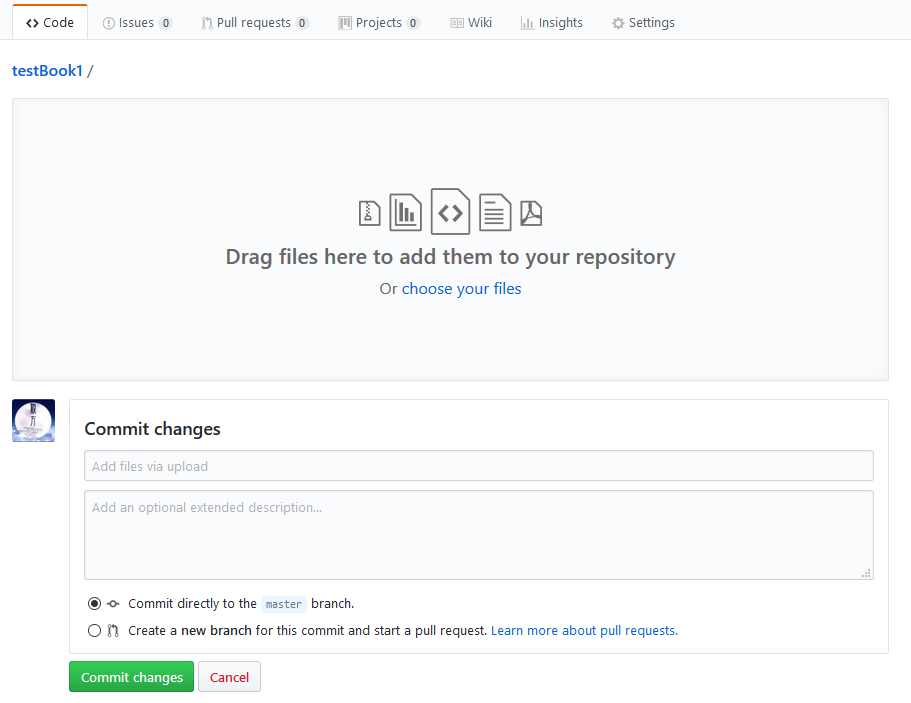 Code Issues 0 Pull requests 0 Projects 0 Wiki Insights Settings
testBook1 /
Drag files here to add them to your repository
Or choose your files
Commit changes
Add files via upload
Add an optional extended description...
Commit directly to the master branch.
Create a new branch for this commit and start a pull request. Learn more about pull requests.
Commit changes Cancel